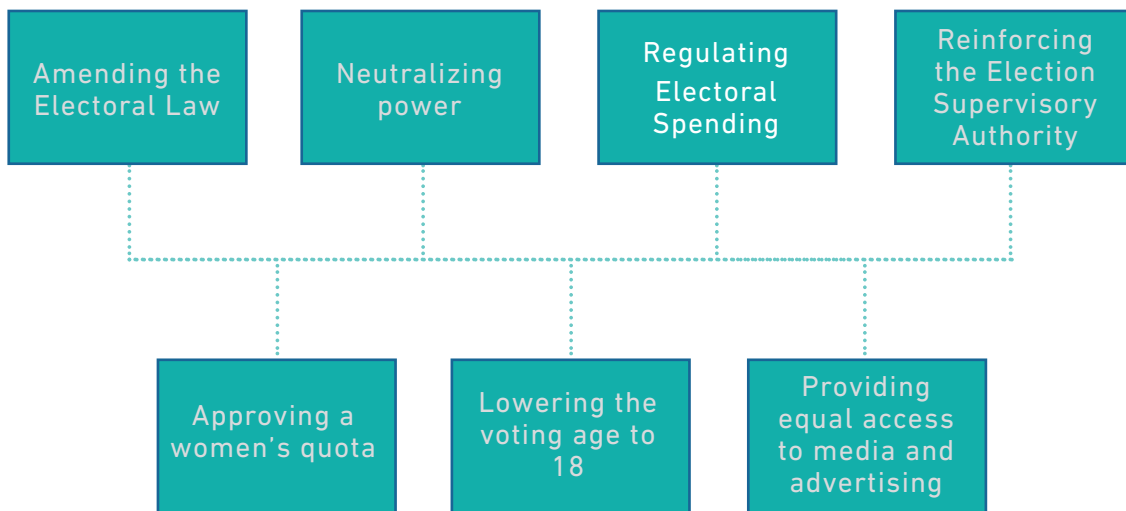 Amending the
Electoral Law
Neutralizing
power
Regulating
Electoral
Spending
Reinforcing
the Election
Supervisory
Authority
Approving a
women’s quota
Lowering the
voting age to
18
Providing
equal access
to media and
advertising